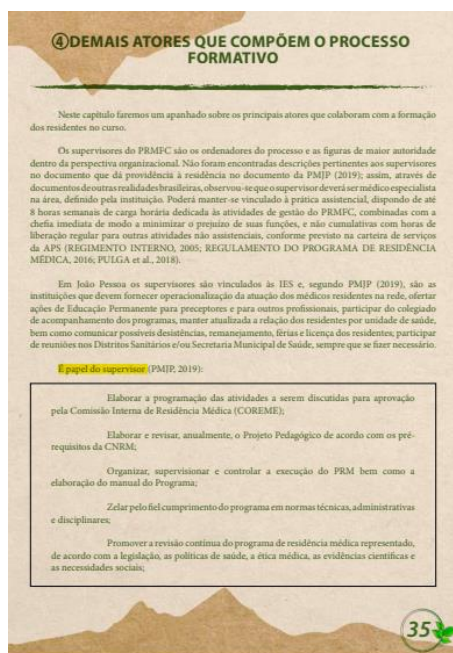 ④DEMAIS ATORES QUE COMPÕEM O PROCESSO
FORMATIVO
Neste capítulo faremos um apanhado sobre os principais atores que colaboram com a formação
dos residentes no curso.
Os supervisores do PRMFC são os ordenadores do processo e as figuras de maior autoridade
dentro da perspectiva organizacional. Não foram encontradas descrições pertinentes aos supervisores
no documento que dá providência à residência no documento da PMJP (2019); assim, através de
documentos de outras realidades brasileiras, observou-se que o supervisor deverá ser médico especialista
na área, definido pela instituição. Poderá manter-se vinculado à prática assistencial, dispondo de até
8 horas semanais de carga horária dedicada às atividades de gestão do PRMFC, combinadas com a
chefia imediata de modo a minimizar o prejuízo de suas funções, e não cumulativas com horas de
liberação regular para outras atividades não assistenciais, conforme previsto na carteira de serviços
da APS (REGIMENTO INTERNO, 2005; REGULAMENTO DO PROGRAMA DE RESIDÊNCIA
MÉDICA, 2016; PULGA et al., 2018).
Em João Pessoa os supervisores são vinculados às IES e, segundo PMJP (2019), são as
instituições que devem fornecer operacionalização da atuação dos médicos residentes na rede, ofertar
ações de Educação Permanente para preceptores e para outros profissionais, participar do colegiado
de acompanhamento dos programas, manter atualizada a relação dos residentes por unidade de saúde,
bem como comunicar possíveis desistências, remanejamento, férias e licença dos residentes; participar
de reuniões nos Distritos Sanitários e/ou Secretaria Municipal de Saúde, sempre que se fizer necessário.
É papel do supervisor (PMJP, 2019):
Elaborar a programação das atividades a serem discutidas para aprovação
pela Comissão Interna de Residência Médica (COREME);
Elaborar e revisar, anualmente, o Projeto Pedagógico de acordo com os pré-
requisitos da CNRM;
Organizar, supervisionar e controlar a execução do PRM bem como a
elaboração do manual do Programa;
Zelar pelo fiel cumprimento do programa em normas técnicas, administrativas
e disciplinares;
Promover a revisão contínua do programa de residência médica representado,
de acordo com a legislação, as políticas de saúde, a ética médica, as evidências científicas e
as necessidades sociais;
35